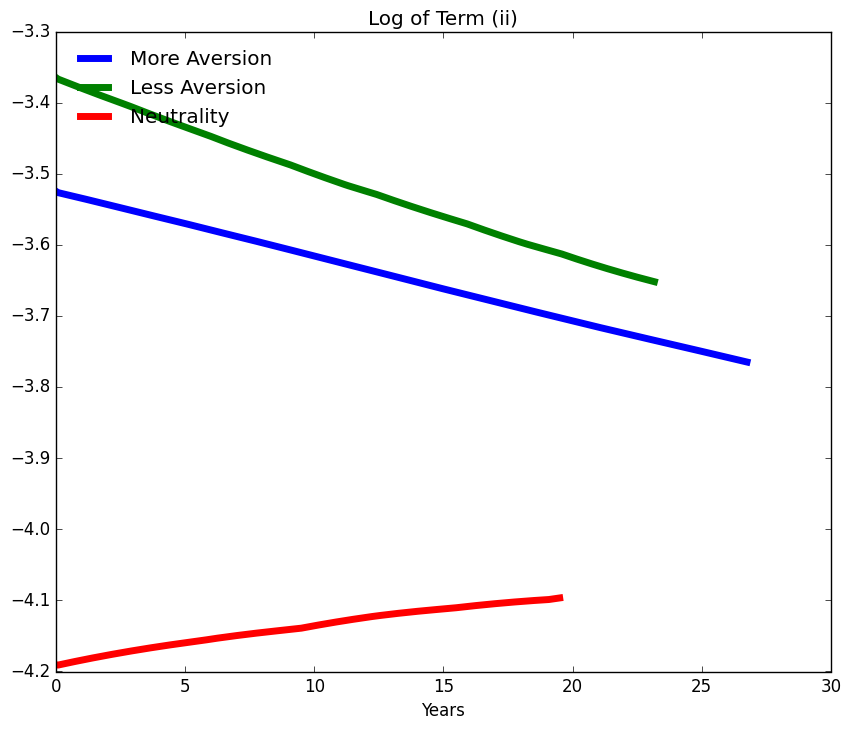 Log of Term (ii)
−3.3
−3.4
−3.5
−3.6
−3.7
−3.8
−3.9
−4.0
−4.1
−4.2
More Aversion
Less Aversion
Neutrality
0 5 10 15 20 25 30
Years